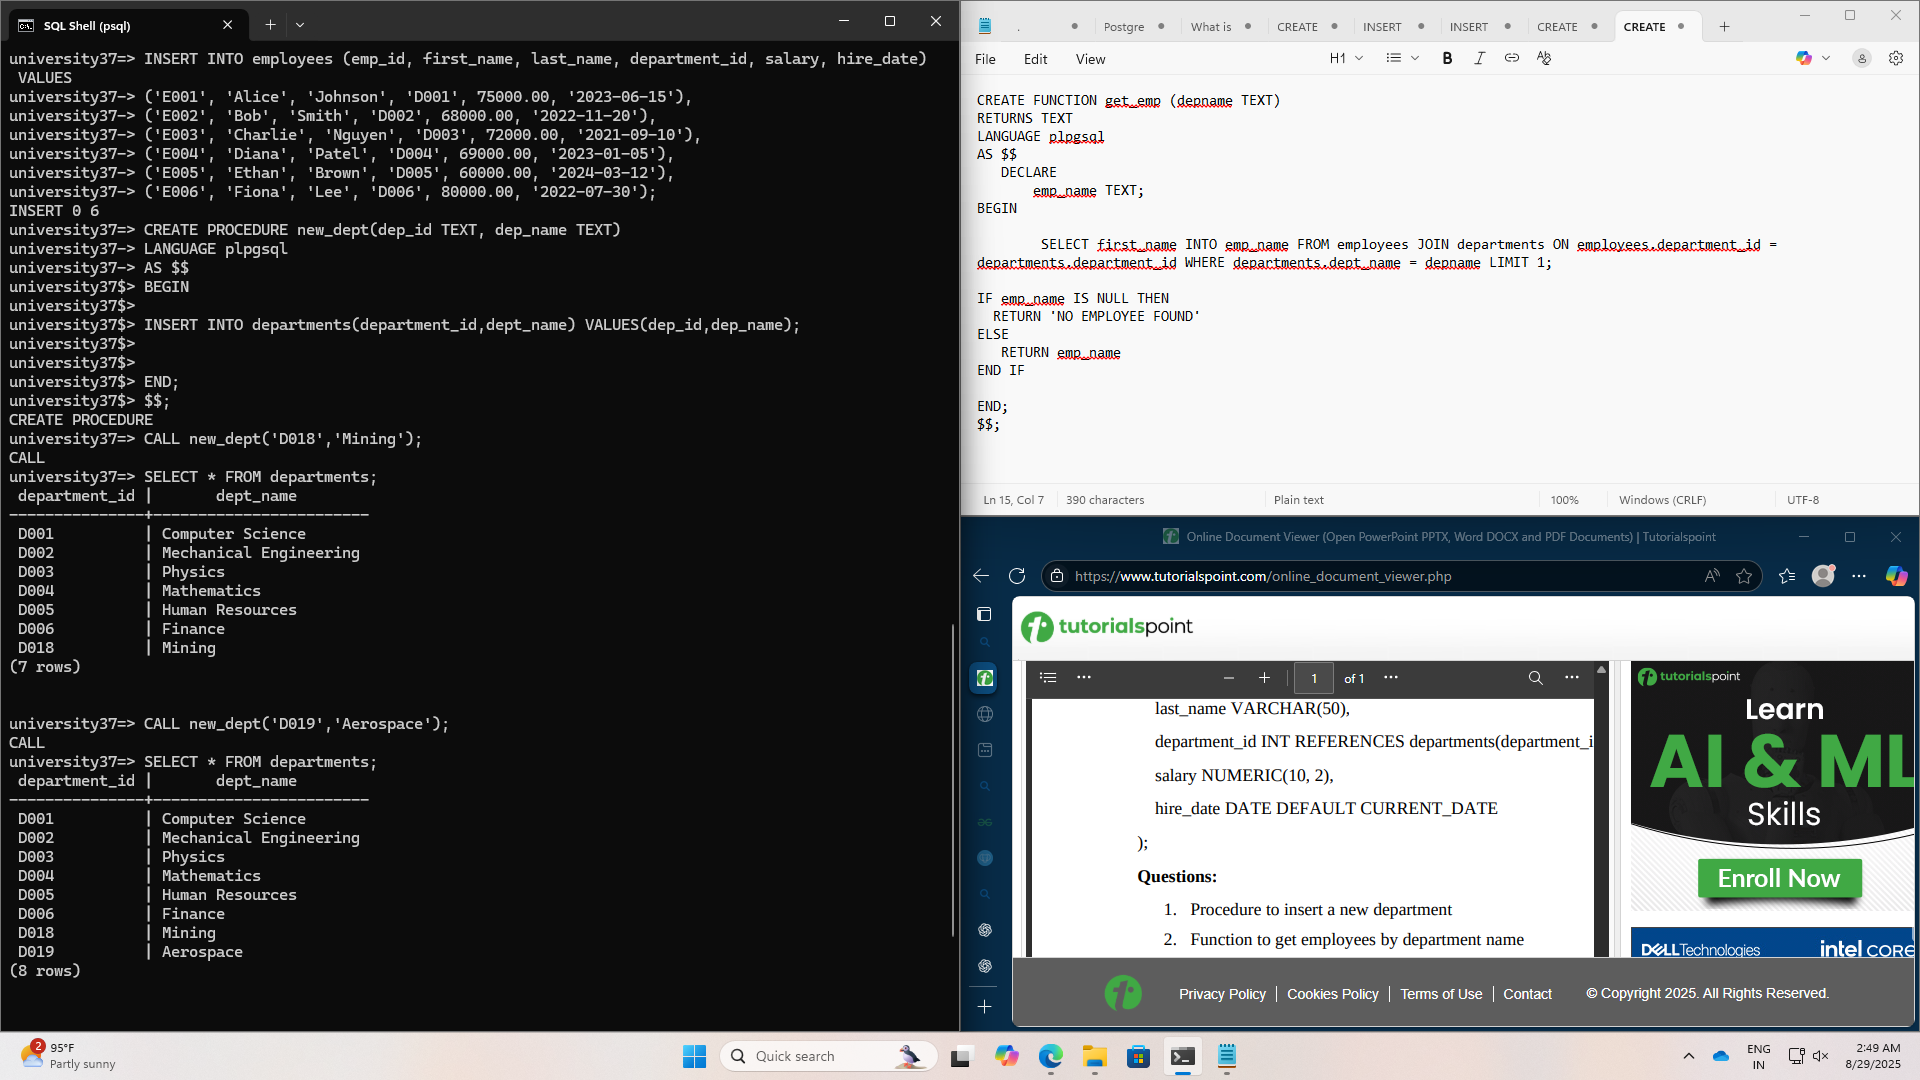 SQL Shell (psql)
university37=> INSERT INTO employees (emp_id, first_name, last_name, department_id, salary, hire_date)
VALUES
university37-> ('E001', 'Alice', 'Johnson', 'D001', 75000.00, '2023-06-15'),
university37-> ('E002', 'Bob', 'Smith', 'D002', 68000.00, '2022-11-20'),
university37-> ('E003', 'Charlie', 'Nguyen', 'D003', 72000.00, '2021-09-10'),
university37-> ('E004', 'Diana', 'Patel', 'D004', 69000.00, '2023-01-05'),
university37-> ('E005', 'Ethan', 'Brown', 'D005', 60000.00, '2024-03-12'),
university37-> ('E006', 'Fiona', 'Lee', 'D006', 80000.00, '2022-07-30');
INSERT 0 6
university37=> CREATE PROCEDURE new_dept(dep_id TEXT, dep_name TEXT)
university37-> LANGUAGE plpgsql
university37-> AS $$
university37$> BEGIN
university37$>
university37$> INSERT INTO departments(department_id,dept_name) VALUES(dep_id,dep_name);
university37$>
university37$>
university37$> END;
university37$> $$;
CREATE PROCEDURE
university37=> CALL new_dept('D018','Mining');
CALL
university37=> SELECT * FROM departments;
department_id | dept_name
---------------+------------------------
D001 | Computer Science
D002 | Mechanical Engineering
D003 | Physics
D004 | Mathematics
D005 | Human Resources
D006 | Finance
D018 | Mining
(7 rows)
university37=> CALL new_dept('D019','Aerospace');
CALL
university37=> SELECT * FROM departments;
department_id | dept_name
---------------+------------------------
D001 | Computer Science
D002 | Mechanical Engineering
D003 | Physics
D004 | Mathematics
D005 | Human Resources
D006 | Finance
D018 | Mining
D019 | Aerospace
(8 rows)
. Postgre What is CREATE INSERT INSERT CREATE CREATE
File Edit View H1 B I
CREATE FUNCTION get_emp (depname TEXT)
RETURNS TEXT
LANGUAGE plpgsql
AS $$
DECLARE
emp_name TEXT;
BEGIN
SELECT first_name INTO emp_name FROM employees JOIN departments ON employees.department_id =
departments.department_id WHERE departments.dept_name = depname LIMIT 1;
IF emp_name IS NULL THEN
RETURN 'NO EMPLOYEE FOUND'
ELSE
RETURN emp_name
END IF
END;
$$;
Ln 15, Col 7 390 characters Plain text 100% Windows (CRLF) UTF-8
Online Document Viewer (Open PowerPoint PPTX, Word DOCX and PDF Documents) | Tutorialspoint
https://www.tutorialspoint.com/online_document_viewer.php
tutorialspoint
1 of 1
last_name VARCHAR(50),
department_id INT REFERENCES departments(department_i
salary NUMERIC(10, 2),
hire_date DATE DEFAULT CURRENT_DATE
);
Questions:
1. Procedure to insert a new department
2. Function to get employees by department name
tutorialspoint
Learn
AI & ML
Skills
Enroll Now
DELLTechnologies intel CORE
Privacy Policy | Cookies Policy | Terms of Use | Contact © Copyright 2025. All Rights Reserved.
2
95°F
Partly sunny
Quick search
ENG
IN
2:49 AM
8/29/2025